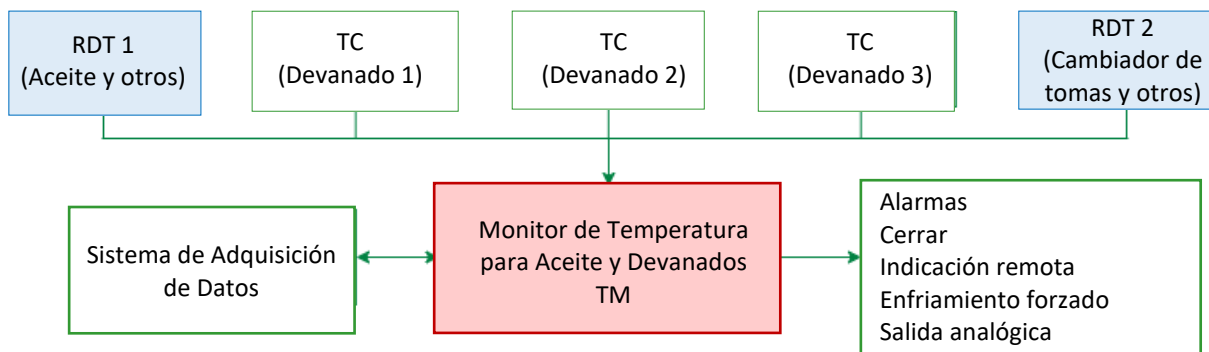 RDT 1
(Aceite y otros)
TC
(Devanado 1)
TC
(Devanado 2)
TC
(Devanado 3)
RDT 2
(Cambiador de
tomas y otros)
Sistema de Adquisición
de Datos
Monitor de Temperatura
para Aceite y Devanados
TM
Alarmas
Cerrar
Indicación remota
Enfriamiento forzado
Salida analógica